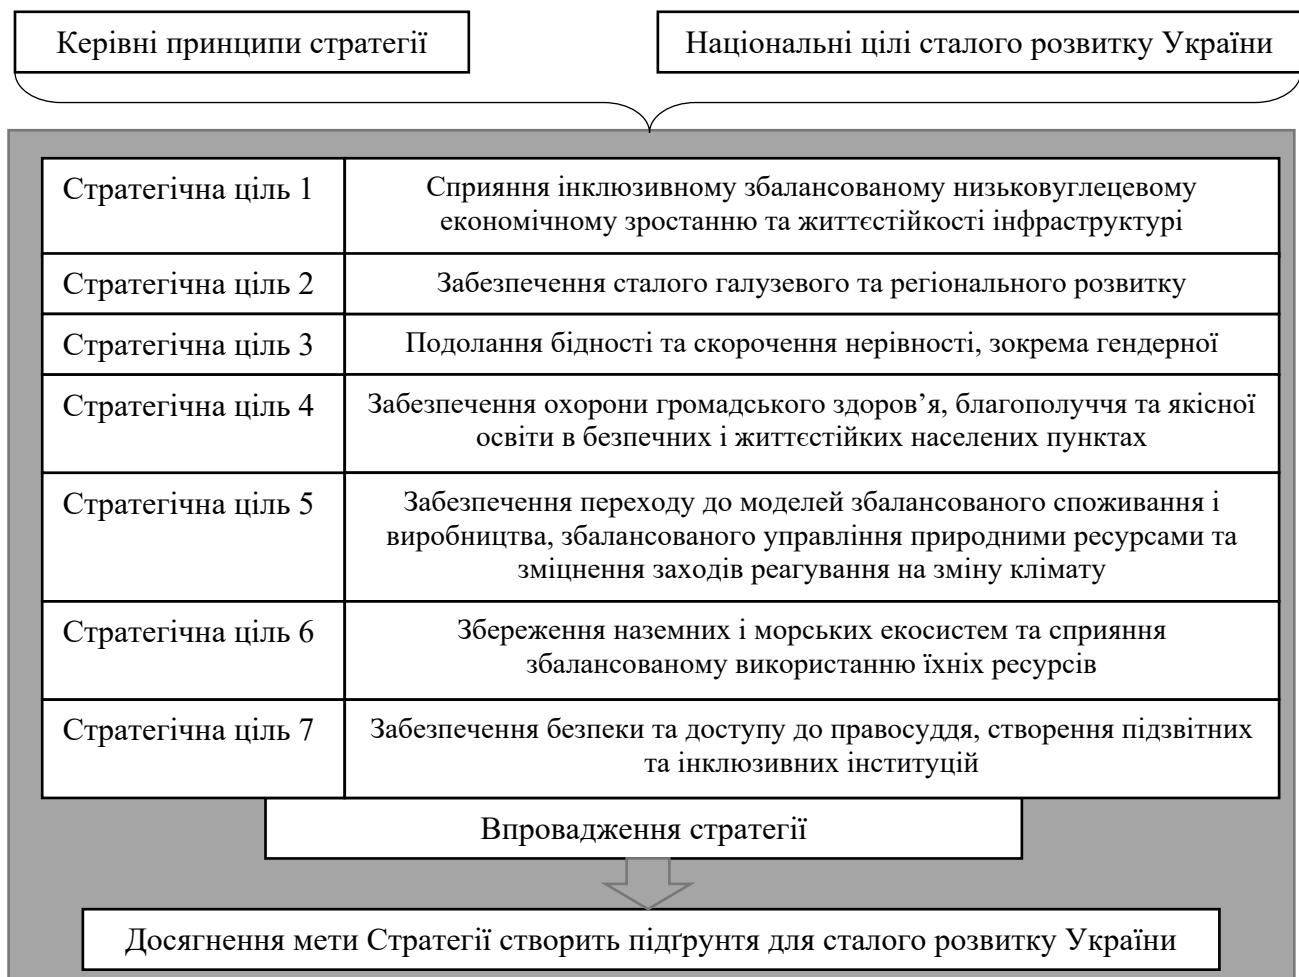 Керівні принципи стратегії
Національні цілі сталого розвитку України
Стратегічна ціль 1
Сприяння інклюзивному збалансованому низьковуглецевому
економічному зростанню та життєстійкості інфраструктурі
Стратегічна ціль 2
Забезпечення сталого галузевого та регіонального розвитку
Стратегічна ціль 3
Подолання бідності та скорочення нерівності, зокрема гендерної
Стратегічна ціль 4
Забезпечення охорони громадського здоров’я, благополуччя та якісної
освіти в безпечних і життєстійких населених пунктах
Стратегічна ціль 5
Забезпечення переходу до моделей збалансованого споживання і
виробництва, збалансованого управління природними ресурсами та
зміцнення заходів реагування на зміну клімату
Стратегічна ціль 6
Збереження наземних і морських екосистем та сприяння
збалансованому використанню їхніх ресурсів
Стратегічна ціль 7
Забезпечення безпеки та доступу до правосуддя, створення підзвітних
та інклюзивних інституцій
Впровадження стратегії
Досягнення мети Стратегії створить підґрунтя для сталого розвитку України